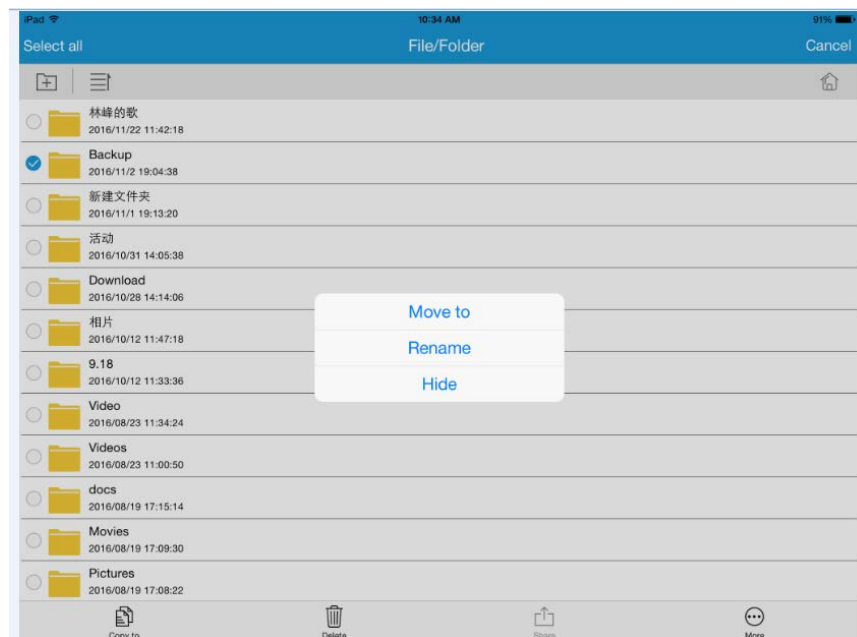 iPad
10:34 AM
91%
Select all
File/Folder
Cancel
林峰的歌
2016/11/22 11:42:18
Backup
2016/11/2 19:04:38
新建文件夹
2016/11/1 19:13:20
活动
2016/10/31 14:05:38
Download
2016/10/28 14:14:06
相片
2016/10/12 11:47:18
9.18
2016/10/12 11:33:36
Video
2016/08/23 11:34:24
Videos
2016/08/23 11:00:50
docs
2016/08/19 17:15:14
Movies
2016/08/19 17:09:30
Pictures
2016/08/19 17:08:22
Move to
Rename
Hide
Copy to
Delete
Share
More